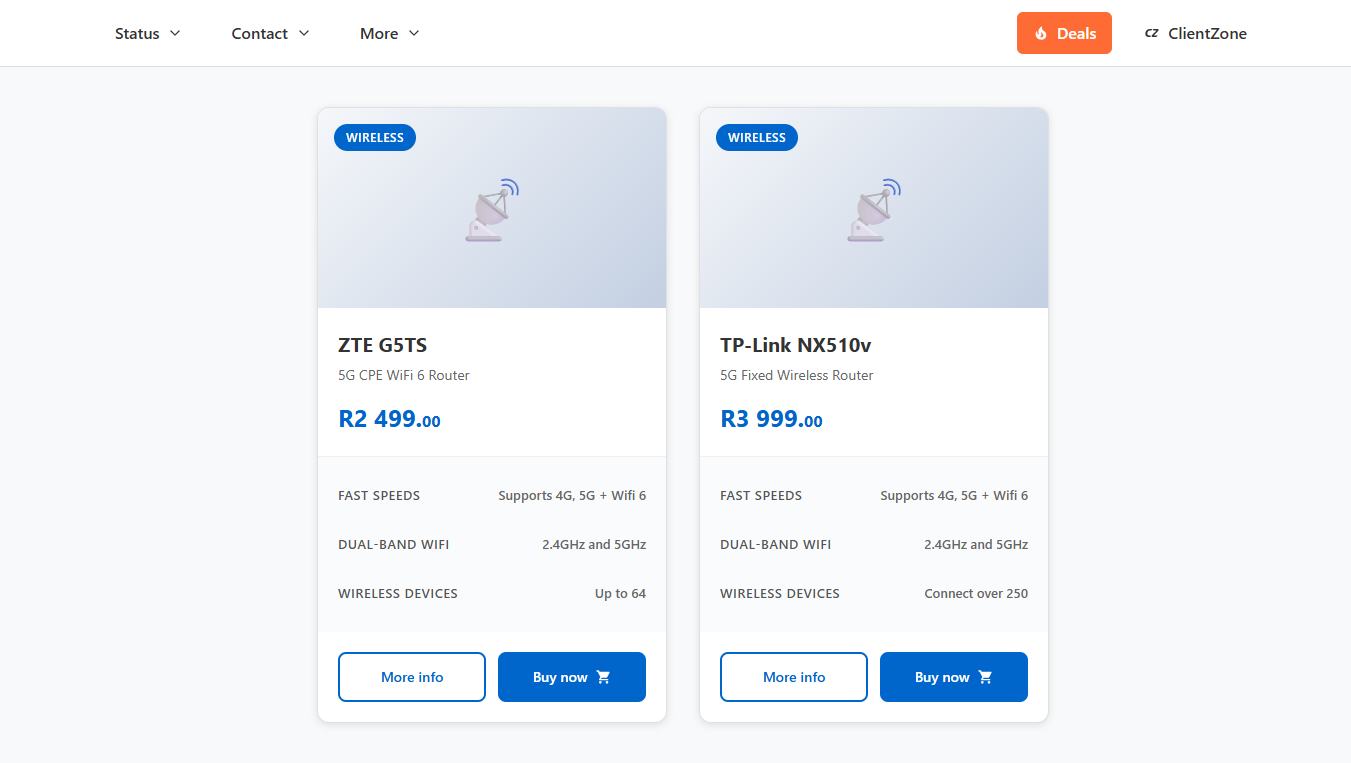 Status Contact More Deals CZ ClientZone
WIRELESS
ZTE G5TS
5G CPE WiFi 6 Router
R2 499.00
FAST SPEEDS Supports 4G, 5G + Wifi 6
DUAL-BAND WIFI 2.4GHz and 5GHz
WIRELESS DEVICES Up to 64
More info Buy now
WIRELESS
TP-Link NX510v
5G Fixed Wireless Router
R3 999.00
FAST SPEEDS Supports 4G, 5G + Wifi 6
DUAL-BAND WIFI 2.4GHz and 5GHz
WIRELESS DEVICES Connect over 250
More info Buy now